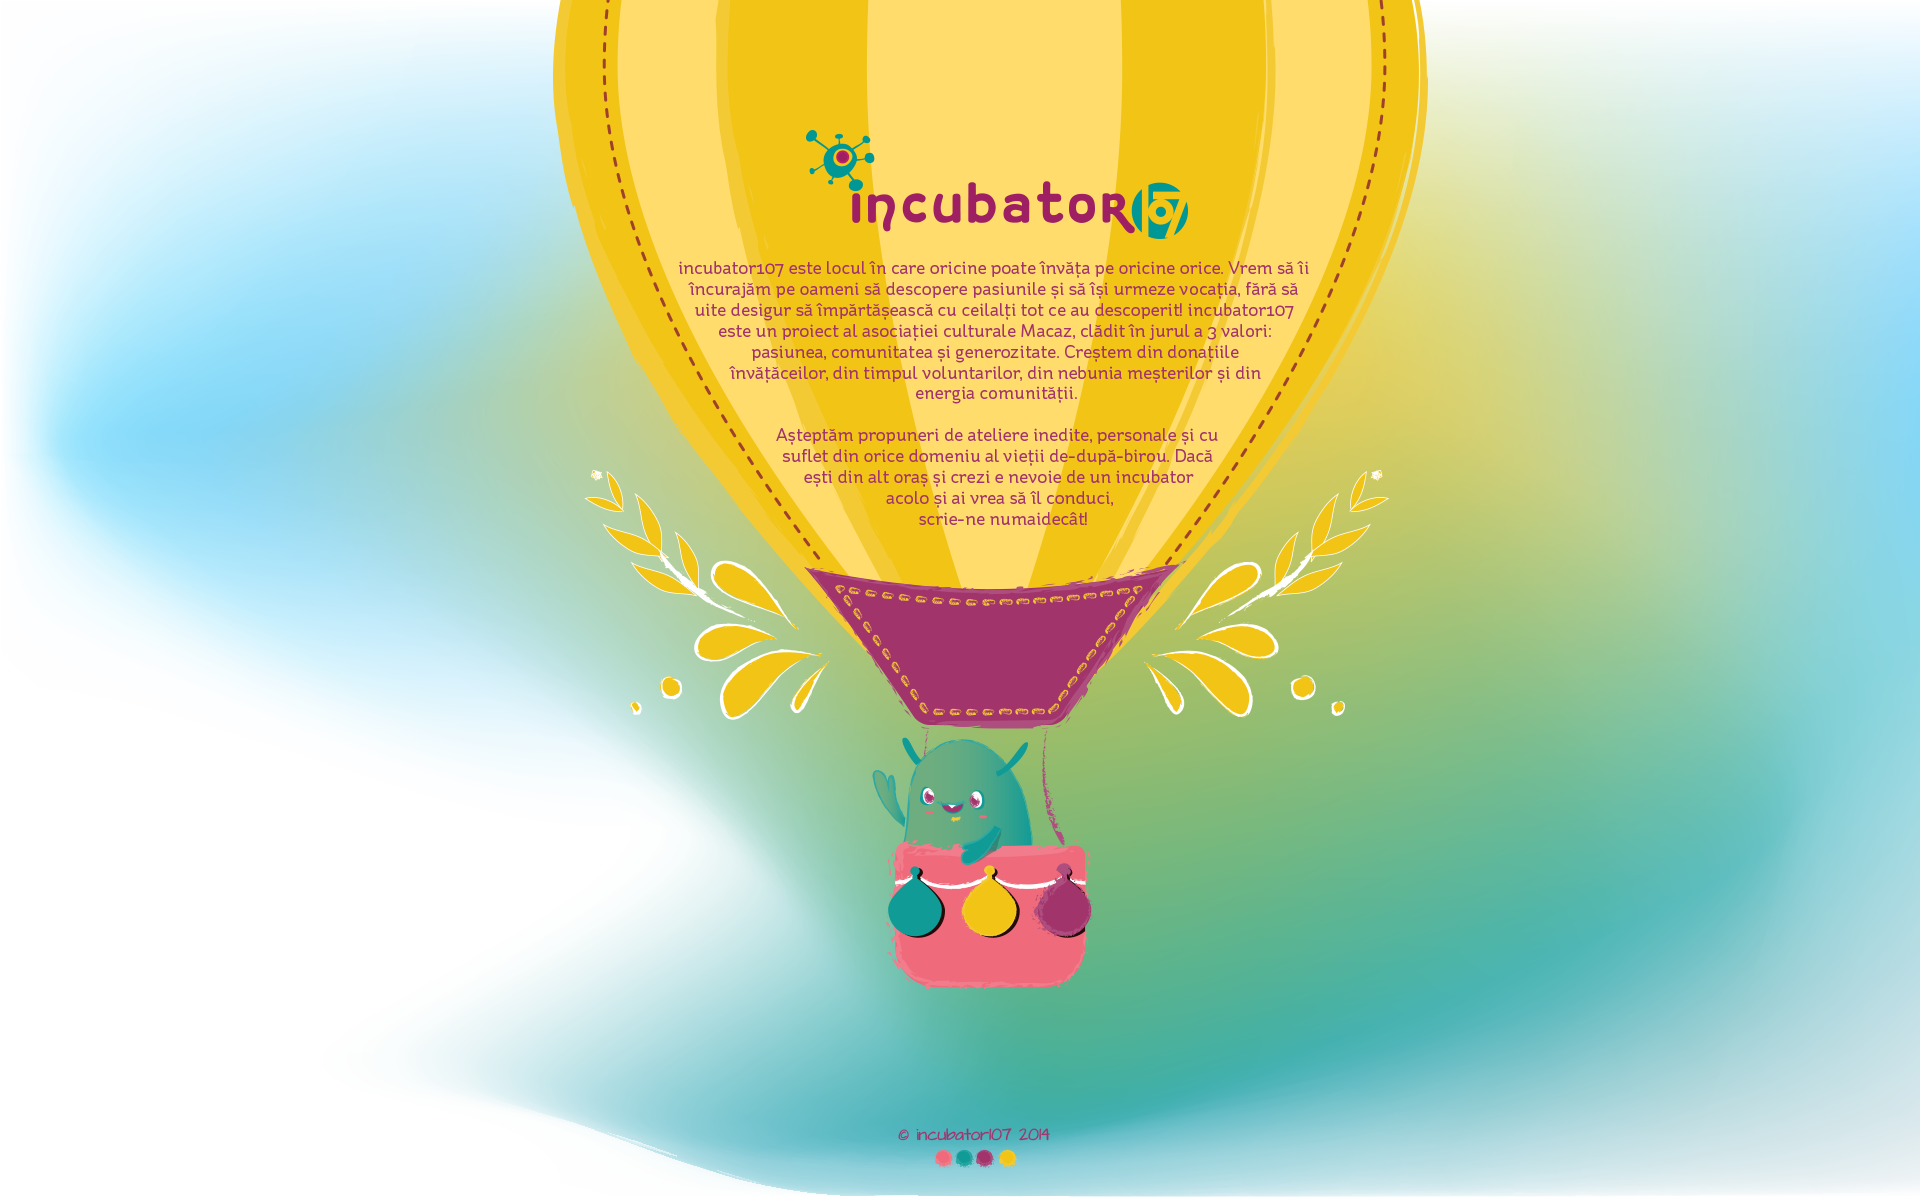 incubator107
incubator107 este locul în care oricine poate învăța pe oricine orice. Vrem să îi
încurajăm pe oameni să descopere pasiunile și să își urmeze vocația, fără să
uite desigur să împărtășească cu ceilalți tot ce au descoperit! incubator107
este un proiect al asociației culturale Macaz, clădit în jurul a 3 valori:
pasiunea, comunitatea și generozitate. Creștem din donațiile
învățăceilor, din timpul voluntarilor, din nebunia meșterilor și din
energia comunității.
Așteptăm propuneri de ateliere inedite, personale și cu
suflet din orice domeniu al vieții de-după-birou. Dacă
ești din alt oraș și crezi e nevoie de un incubator
acolo și ai vrea să îl conduci,
scrie-ne numaidecât!
© incubator107 2014